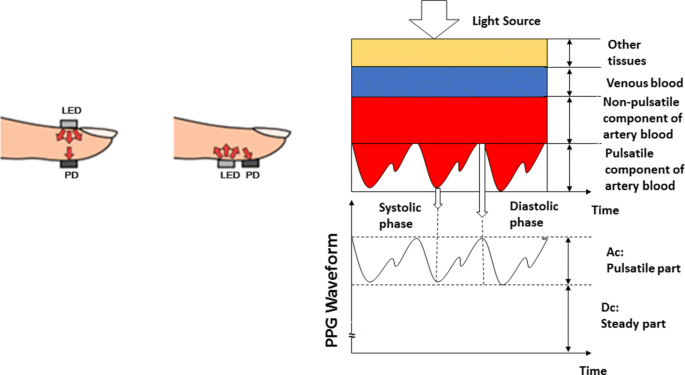 LED
PD
LED
PD
Light Source
Other
tissues
Venous blood
Non-pulsatile
component of
artery blood
Pulsatile
component of
artery blood
Time
Systolic
phase
Diastolic
phase
PPG Waveform
Ac:
Pulsatile part
Dc:
Steady part
Time